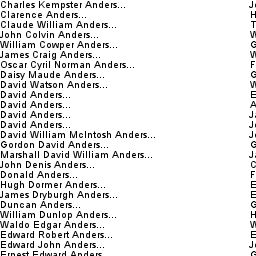 Charles Kempster Anders... J
Clarence Anders... H
Claude William Anders... T
John Colvin Anders... W
William Cowper Anders... G
James Craig Anders... W
Oscar Cyril Norman Anders... F
Daisy Maude Anders... G
David Watson Anders... W
David Anders... E
David Anders... A
David Anders... Ja
David Anders... J
David William McIntosh Anders... J
Gordon David Anders... G
Marshall David William Anders... Ja
John Denis Anders... C
Donald Anders... F
Hugh Dormer Anders... E
James Dryburgh Anders... E
Duncan Anders... G
William Dunlop Anders... H
Waldo Edgar Anders... W
Edward Robert Anders... E
Edward John Anders... J
Ernest Edward Anders... G